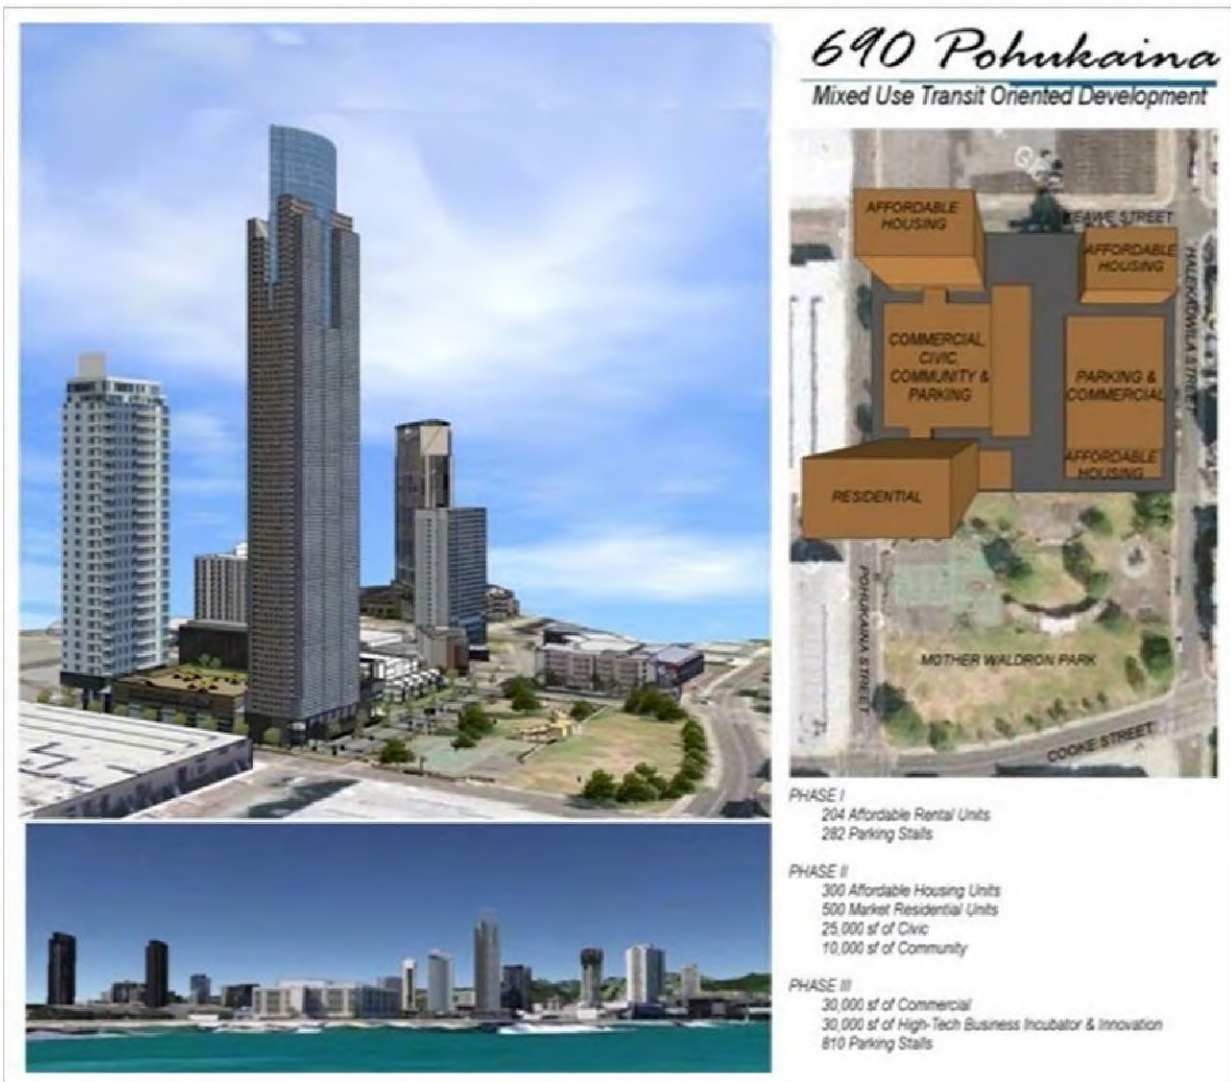 690 Pohukaina
Mixed Use Transit Oriented Development
AFFORDABLE
HOUSING
KEAWE STREET
AFFORDABLE
HOUSING
HALEKAUWILA STREET
COMMERCIAL,
CIVIC,
COMMUNITY &
PARKING
PARKING &
COMMERCIAL
AFFORDABLE
HOUSING
RESIDENTIAL
POHUKAINA STREET
MOTHER WALDRON PARK
COOKE STREET
PHASE I
204 Affordable Rental Units
282 Parking Stalls
PHASE II
300 Affordable Housing Units
500 Market Residential Units
25,000 sf of Civic
10,000 sf of Community
PHASE III
30,000 sf of Commercial
30,000 sf of High-Tech Business Incubator & Innovation
810 Parking Stalls